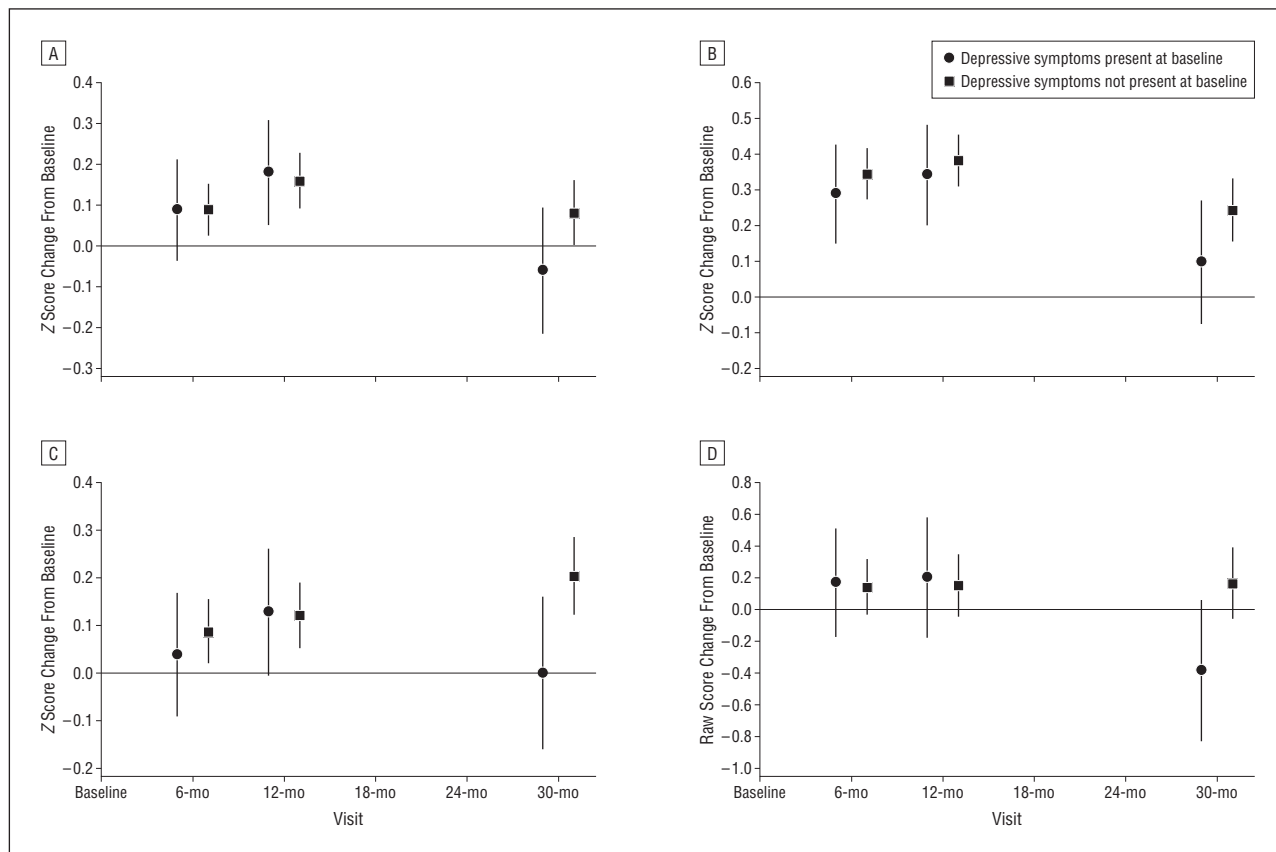 A
0.4
0.3
0.2
0.1
0.0
−0.1
−0.2
−0.3
Z Score Change From Baseline
B
Depressive symptoms present at baseline
Depressive symptoms not present at baseline
0.6
0.5
0.4
0.3
0.2
0.1
0.0
−0.1
−0.2
Z Score Change From Baseline
C
0.4
0.3
0.2
0.1
0.0
−0.1
−0.2
Z Score Change From Baseline
Baseline 6-mo 12-mo 18-mo 24-mo 30-mo
Visit
D
0.8
0.6
0.4
0.2
0.0
−0.2
−0.4
−0.6
−0.8
−1.0
Raw Score Change From Baseline
Baseline 6-mo 12-mo 18-mo 24-mo 30-mo
Visit